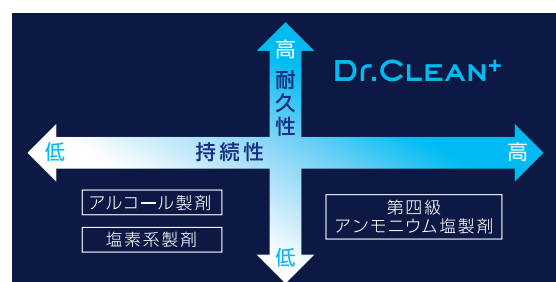 高
耐久性
Dr.CLEAN+
低
持続性
高
アルコール製剤
塩素系製剤
第四級
アンモニウム塩製剤
低